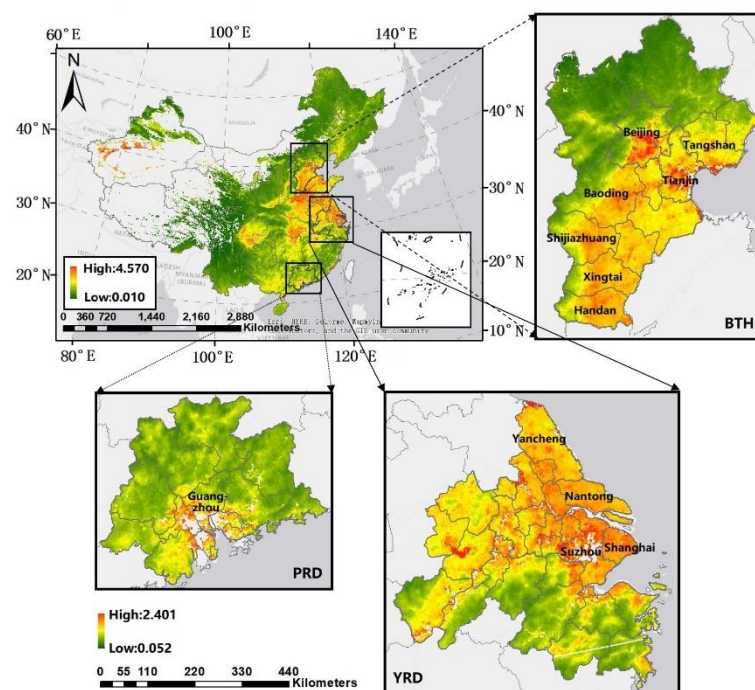 60° E
100° E
140° E
N
40° N
30° N
20° N
40° N
30° N
20° N
10° N
High:4.570
Low:0.010
0 360 720 1,440 2,160 2,880
Kilometers
80° E
100° E
120° E
Beijing
Tangshan
Tianjin
Baoding
Shijiazhuang
Xingtai
Handan
BTH
Guang-
zhou
PRD
High:2.401
Low:0.052
0 55 110 220 330 440
Kilometers
Yancheng
Nantong
Suzhou
Shanghai
YRD